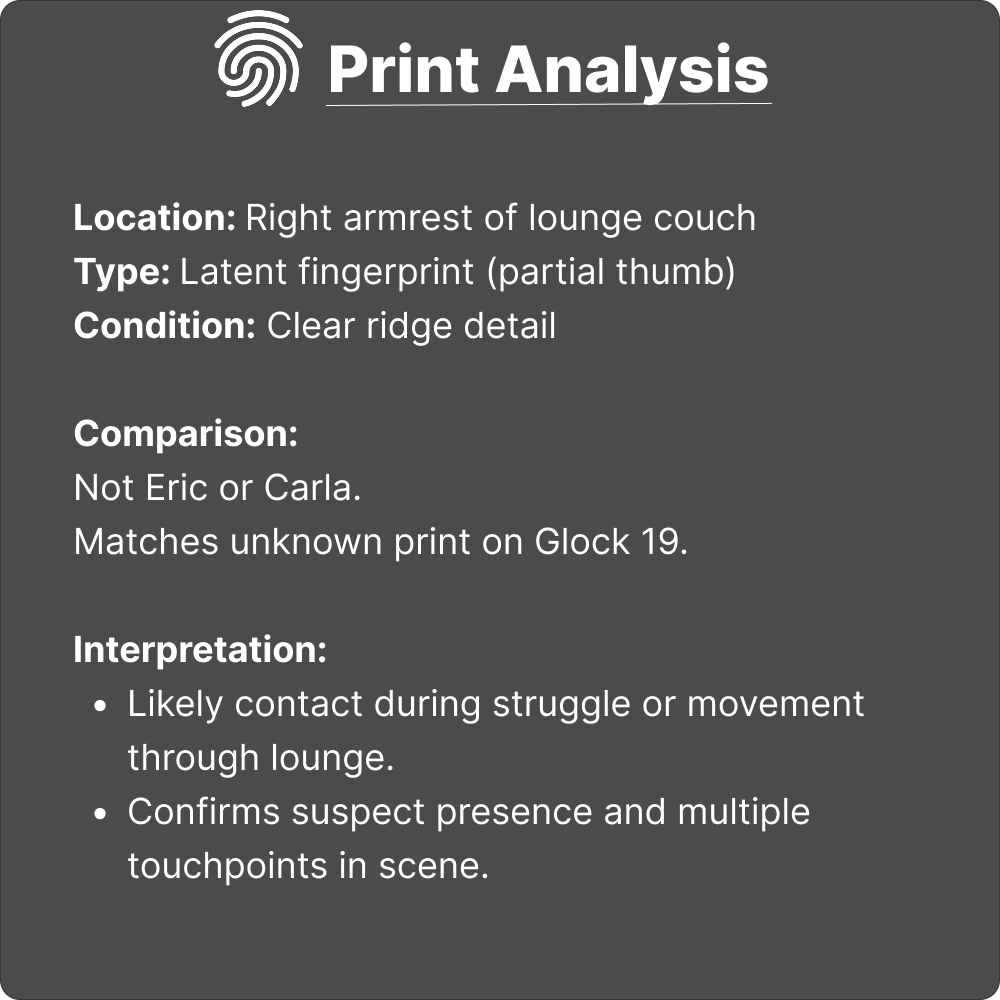 Print Analysis
Location: Right armrest of lounge couch
Type: Latent fingerprint (partial thumb)
Condition: Clear ridge detail
Comparison:
Not Eric or Carla.
Matches unknown print on Glock 19.
Interpretation:
• Likely contact during struggle or movement
through lounge.
• Confirms suspect presence and multiple
touchpoints in scene.